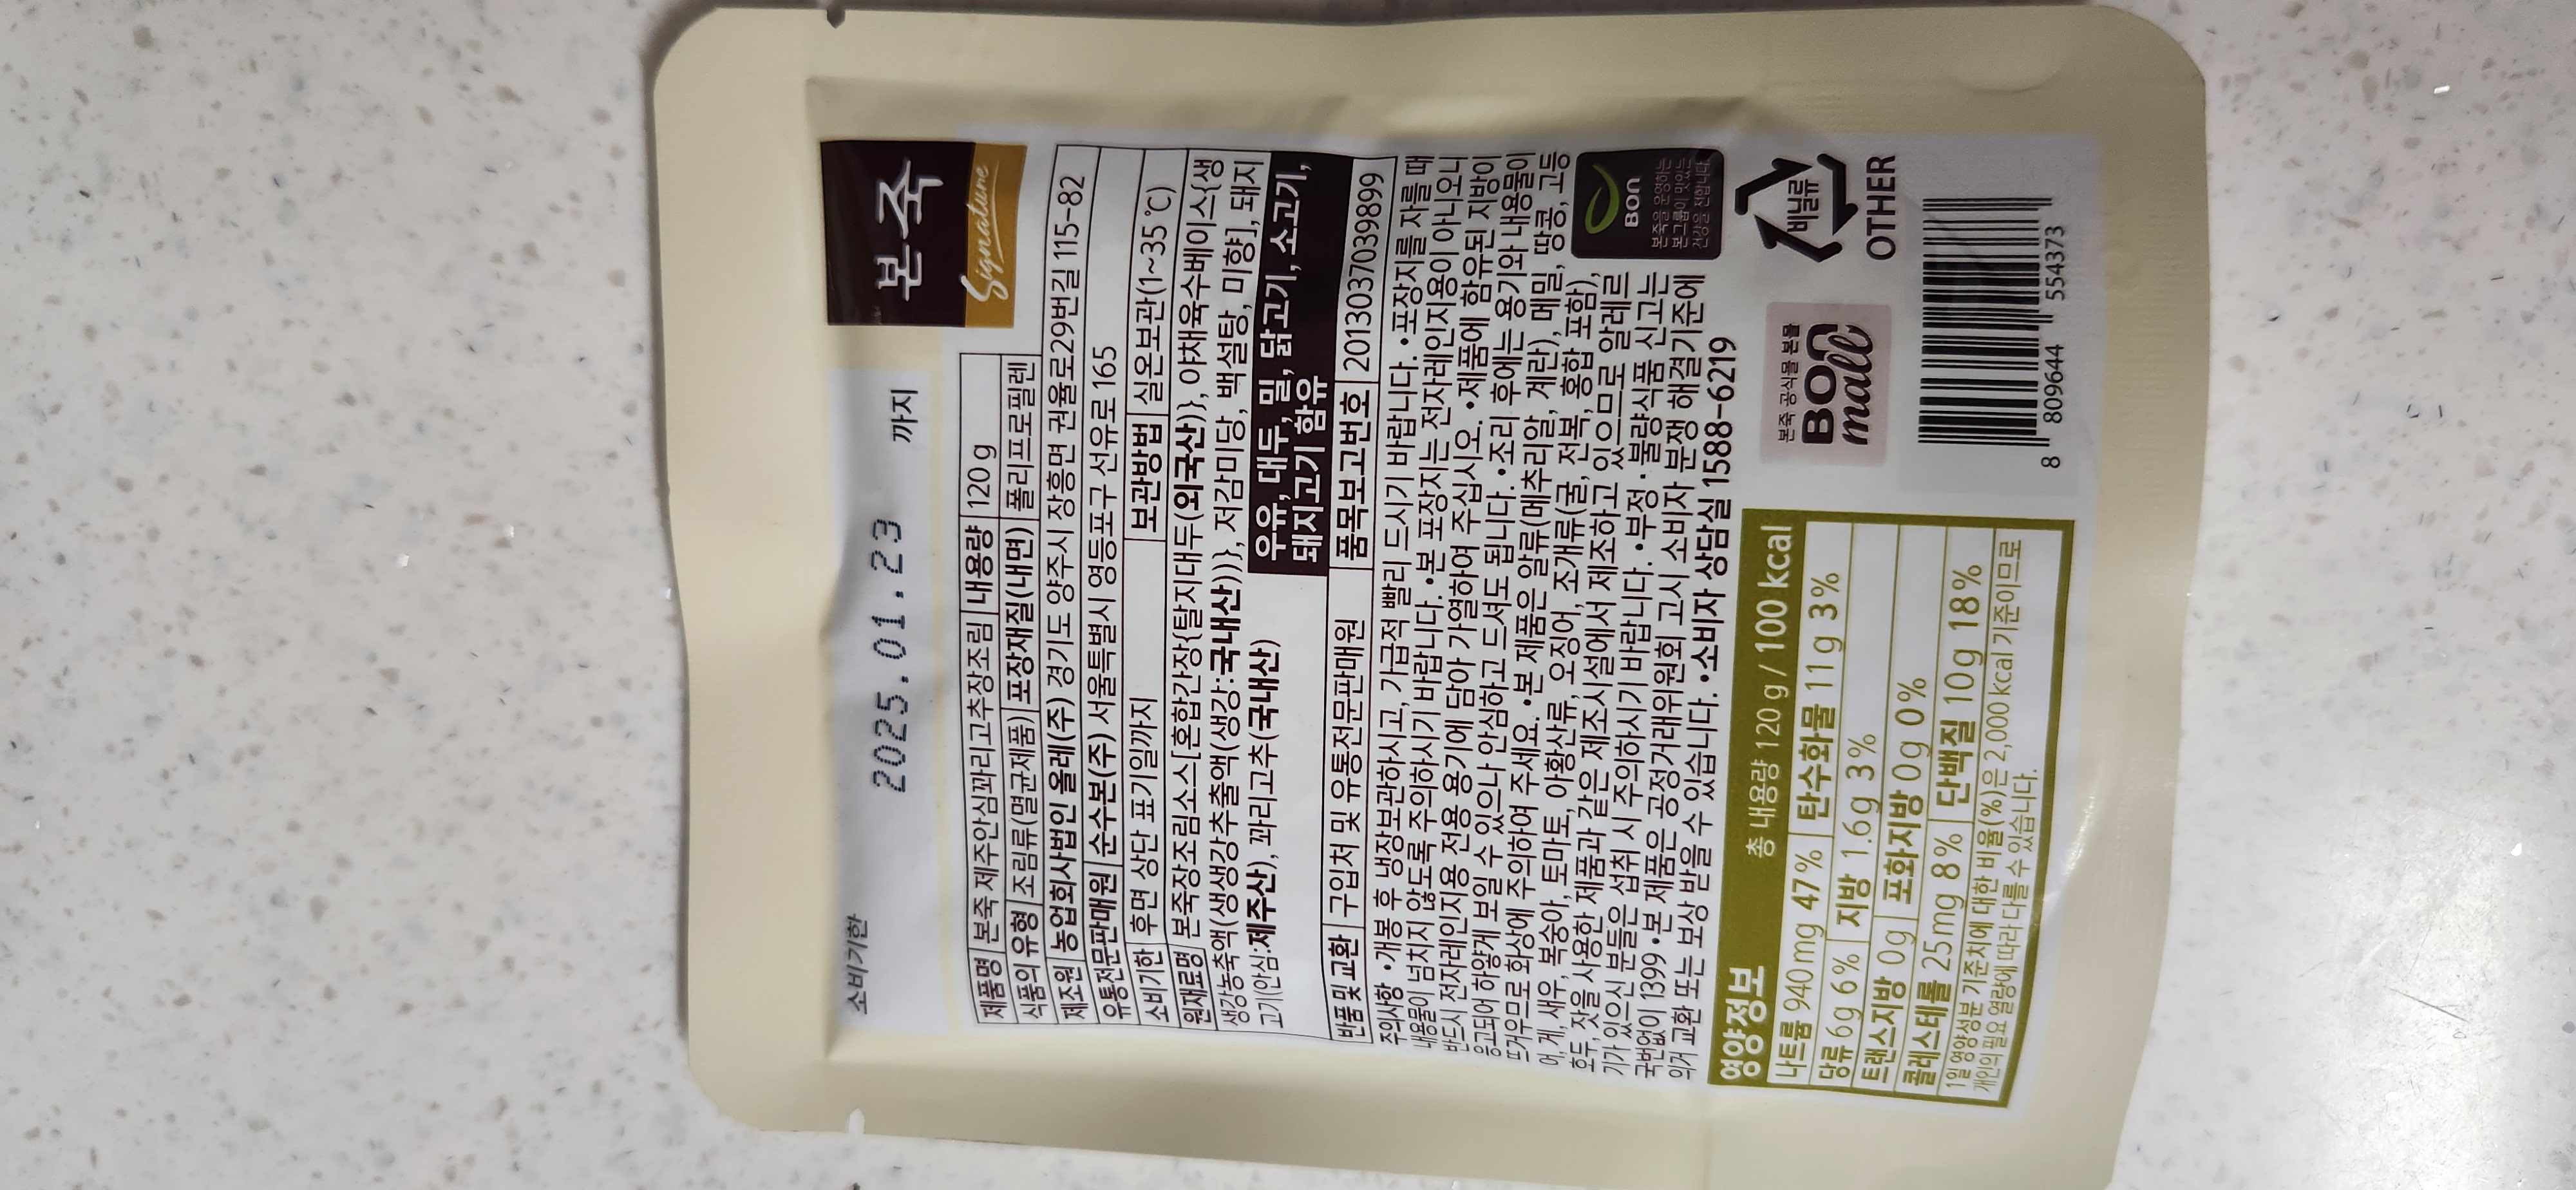 본죽
Signature
소비기한
2025.01.23 까지
제품명 본죽 제주안심꽈리고추장조림 내용량 120 g
식품의 유형 조림류(멸균제품) 포장재질(내면) 폴리프로필렌
제조원 농업회사법인 올레(주) 경기도 양주시 장흥면 권율로29번길 115-82
유통전문판매원 순수본(주) 서울특별시 영등포구 선유로 165
소비기한 후면 상단 표기일까지 보관방법 실온보관(1~35℃)
원재료명 본죽장조림소스[혼합간장{탈지대두(외국산)}, 야채육수베이스{생
생강농축액(생생강추출액(생강:국내산))}, 저감미당, 백설탕, 미향], 돼지
고기(안심:제주산), 꽈리고추(국내산)
우유, 대두, 밀, 닭고기, 소고기,
돼지고기 함유
반품 및 교환 구입처 및 유통전문판매원 품목보고번호 20130370398​99
주의사항 •개봉 후 냉장보관하시고, 가급적 빨리 드시기 바랍니다. •포장지를 자를 때
내용물이 넘치지 않도록 주의하시기 바랍니다. •본 포장지는 전자레인지용이 아니오니
반드시 전자레인지용 전용 용기에 담아 가열하여 주십시오. •제품에 함유된 지방이
응고되어 하얗게 보일 수 있으나 안심하고 드셔도 됩니다. •조리 후에는 용기와 내용물이
뜨거우므로 화상에 주의하여 주세요. •본 제품은 알류(메추리알, 계란), 메밀, 땅콩, 고등
어, 게, 새우, 복숭아, 토마토, 아황산류, 오징어, 조개류(굴, 전복, 홍합 포함),
호두, 잣을 사용한 제품과 같은 제조시설에서 제조하고 있으므로 알레르
기가 있으신 분들은 섭취 시 주의하시기 바랍니다. •부정·불량식품 신고는
국번없이 1399 •본 제품은 공정거래위원회 고시 소비자 분쟁 해결기준에
의거 교환 또는 보상 받을 수 있습니다. •소비자 상담실 1588-6219
BON
본죽을 운영하는
본그룹이 맛있는
건강을 전합니다.
영양정보 총 내용량 120 g / 100 kcal
나트륨 940mg 47% 탄수화물 11g 3%
당류 6g 6% 지방 1.6g 3%
트랜스지방 0g 포화지방 0g 0%
콜레스테롤 25mg 8% 단백질 10g 18%
1일 영양성분 기준치에 대한 비율(%)은 2,000 kcal 기준이므로
개인의 필요 열량에 따라 다를 수 있습니다.
본죽 공식몰 본몰
BON
mall
비닐류
OTHER
8 809644 554373